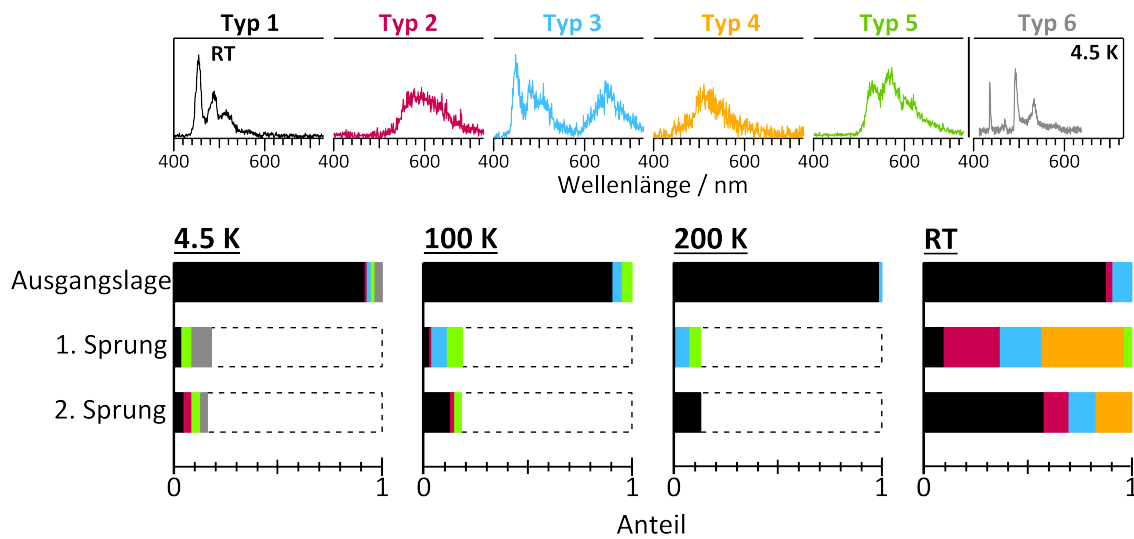 Typ 1 Typ 2 Typ 3 Typ 4 Typ 5 Typ 6
RT 4.5 K
400 600 400 600 400 600 400 600 400 600 400 600
Wellenlänge / nm
4.5 K 100 K 200 K RT
Ausgangslage
1. Sprung
2. Sprung
0 1 0 1 0 1 0 1
Anteil